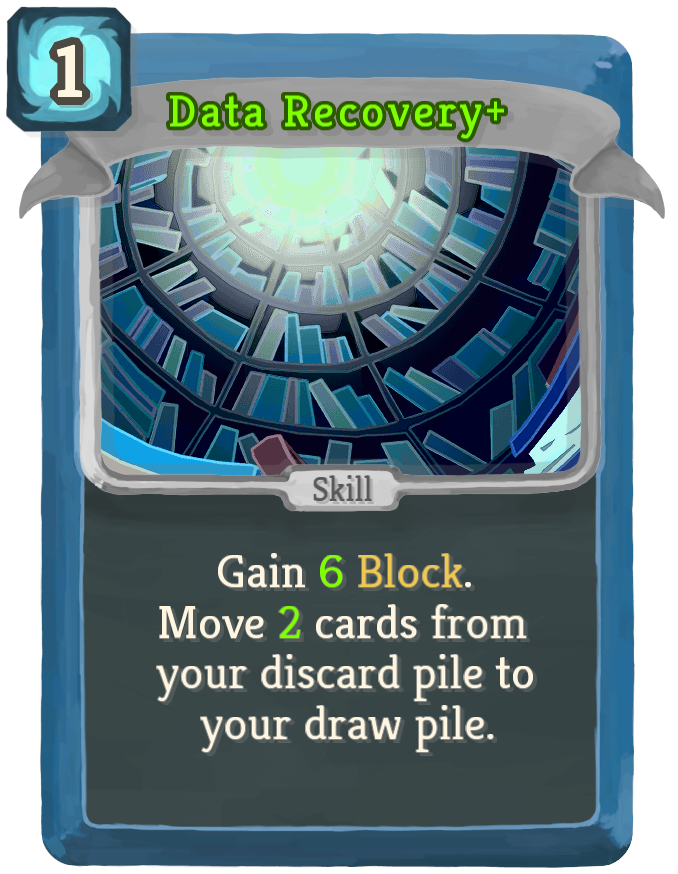 1
Data Recovery+
Skill
Gain 6 Block.
Move 2 cards from
your discard pile to
your draw pile.